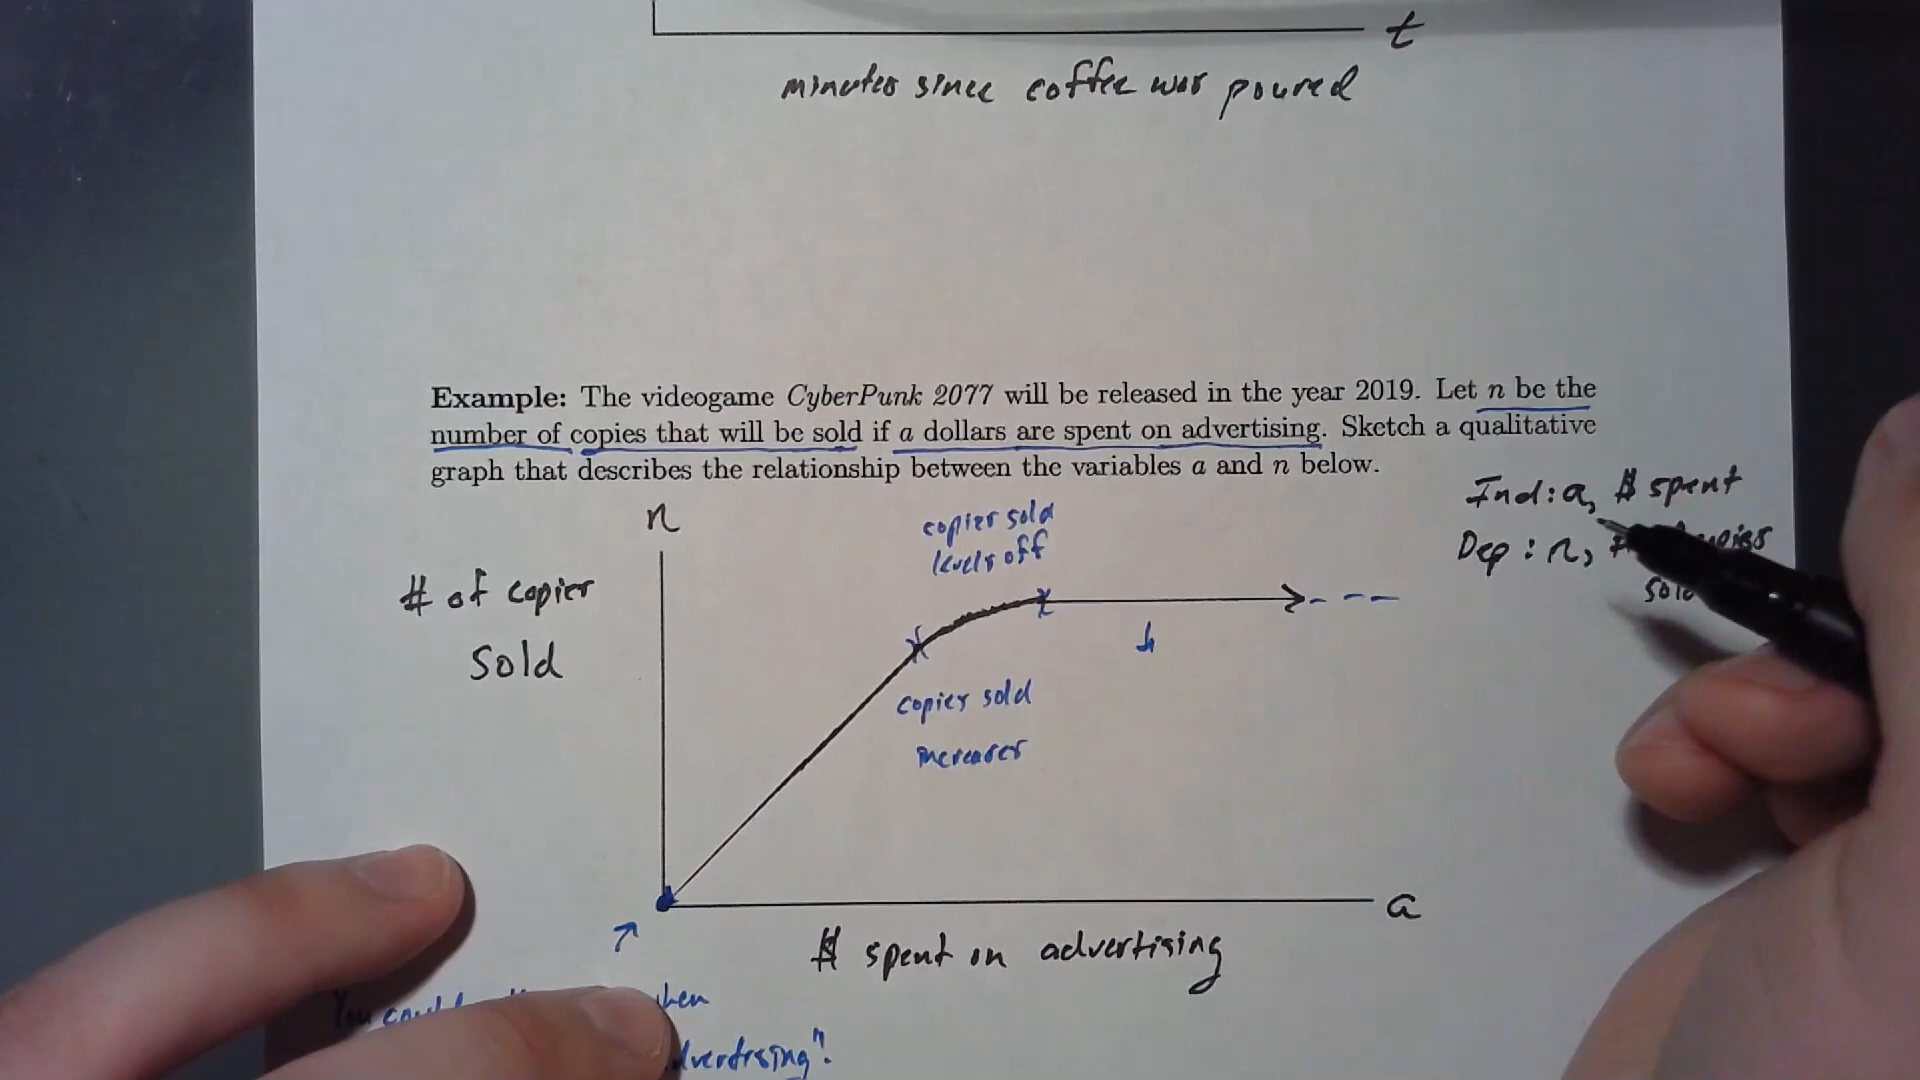 t
minutes since coffee was poured
Example: The videogame CyberPunk 2077 will be released in the year 2019. Let n be the
number of copies that will be sold if a dollars are spent on advertising. Sketch a qualitative
graph that describes the relationship between the variables a and n below.
Ind: a, $ spent
Dep: n,
sold
n
# of copies
sold
copies sold
levels off
copies sold
increases
a
$ spent on advertising
You
advertising".